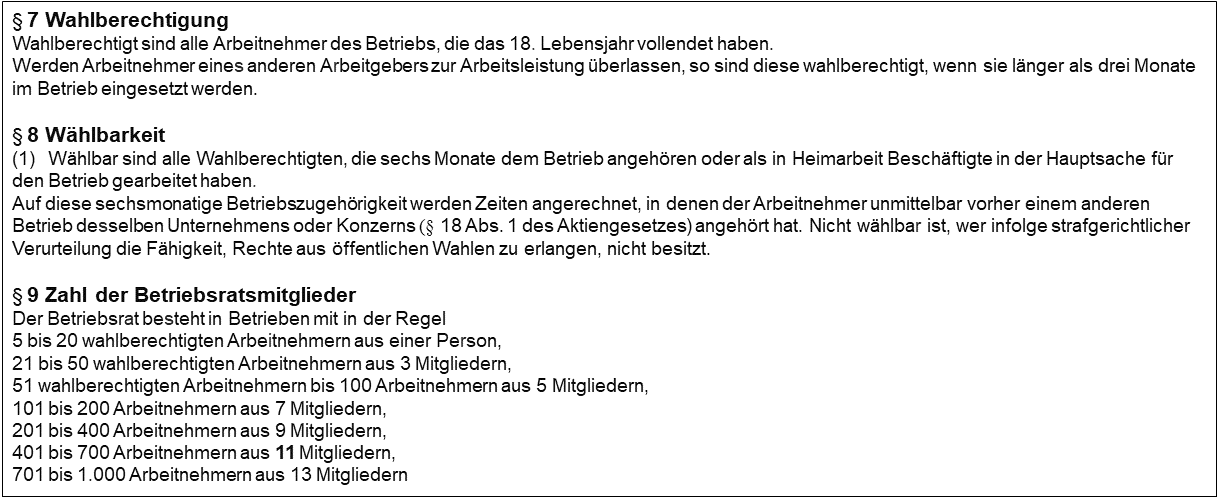 § 7 Wahlberechtigung
Wahlberechtigt sind alle Arbeitnehmer des Betriebs, die das 18. Lebensjahr vollendet haben.
Werden Arbeitnehmer eines anderen Arbeitgebers zur Arbeitsleistung überlassen, so sind diese wahlberechtigt, wenn sie länger als drei Monate
im Betrieb eingesetzt werden.
§ 8 Wählbarkeit
(1) Wählbar sind alle Wahlberechtigten, die sechs Monate dem Betrieb angehören oder als in Heimarbeit Beschäftigte in der Hauptsache für
den Betrieb gearbeitet haben.
Auf diese sechsmonatige Betriebszugehörigkeit werden Zeiten angerechnet, in denen der Arbeitnehmer unmittelbar vorher einem anderen
Betrieb desselben Unternehmens oder Konzerns (§ 18 Abs. 1 des Aktiengesetzes) angehört hat. Nicht wählbar ist, wer infolge strafgerichtlicher
Verurteilung die Fähigkeit, Rechte aus öffentlichen Wahlen zu erlangen, nicht besitzt.
§ 9 Zahl der Betriebsratsmitglieder
Der Betriebsrat besteht in Betrieben mit in der Regel
5 bis 20 wahlberechtigten Arbeitnehmern aus einer Person,
21 bis 50 wahlberechtigten Arbeitnehmern aus 3 Mitgliedern,
51 wahlberechtigten Arbeitnehmern bis 100 Arbeitnehmern aus 5 Mitgliedern,
101 bis 200 Arbeitnehmern aus 7 Mitgliedern,
201 bis 400 Arbeitnehmern aus 9 Mitgliedern,
401 bis 700 Arbeitnehmern aus 11 Mitgliedern,
701 bis 1.000 Arbeitnehmern aus 13 Mitgliedern